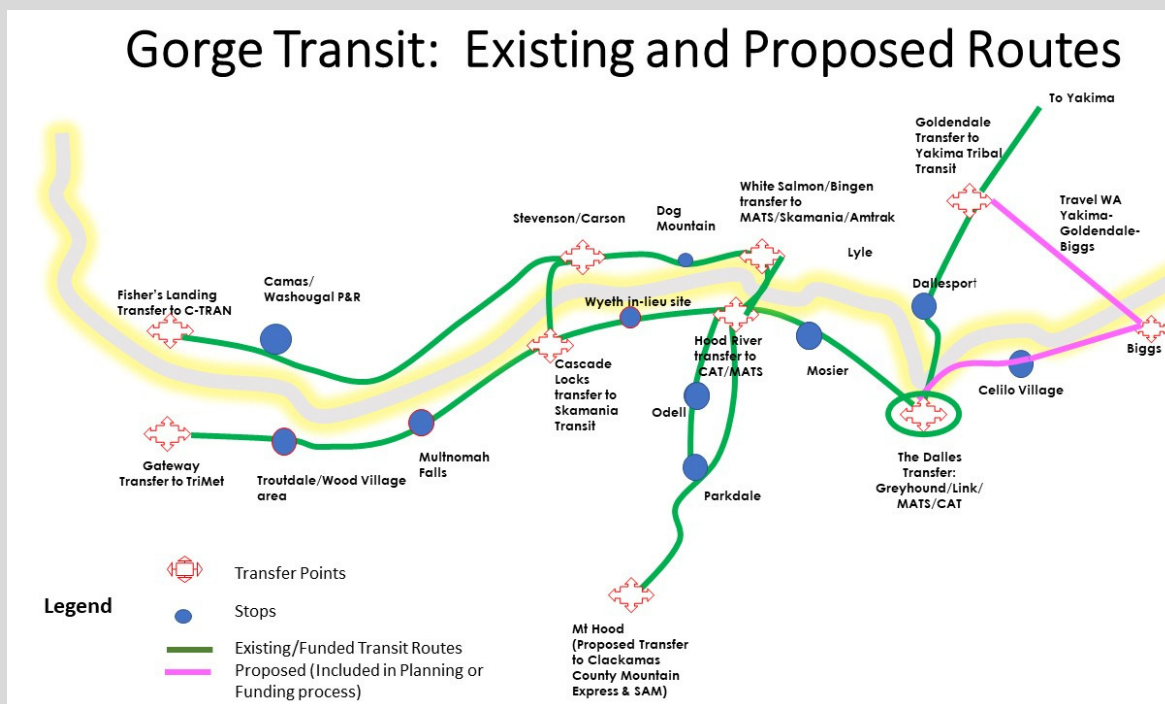 Gorge Transit:  Existing and Proposed Routes
To Yakima
Goldendale
Transfer to
Yakima Tribal
Transit
White Salmon/Bingen
transfer to
MATS/Skamania/Amtrak
Travel WA
Yakima-
Goldendale-
Biggs
Dog
Mountain
Stevenson/Carson
Lyle
Camas/
Washougal P&R
Dallesport
Fisher's Landing
Transfer to C-TRAN
Wyeth in-lieu site
Hood River
transfer to
CAT/MATS
Biggs
Cascade
Locks
transfer to
Skamania
Transit
Mosier
Celilo Village
Odell
Multnomah
Falls
The Dalles
Transfer:
Greyhound/Link/
MATS/CAT
Gateway
Transfer to TriMet
Troutdale/Wood Village
area
Parkdale
Mt Hood
(Proposed Transfer
to Clackamas
County Mountain
Express & SAM)
Legend
Transfer Points
Stops
Existing/Funded Transit Routes
Proposed (Included in Planning or
Funding process)